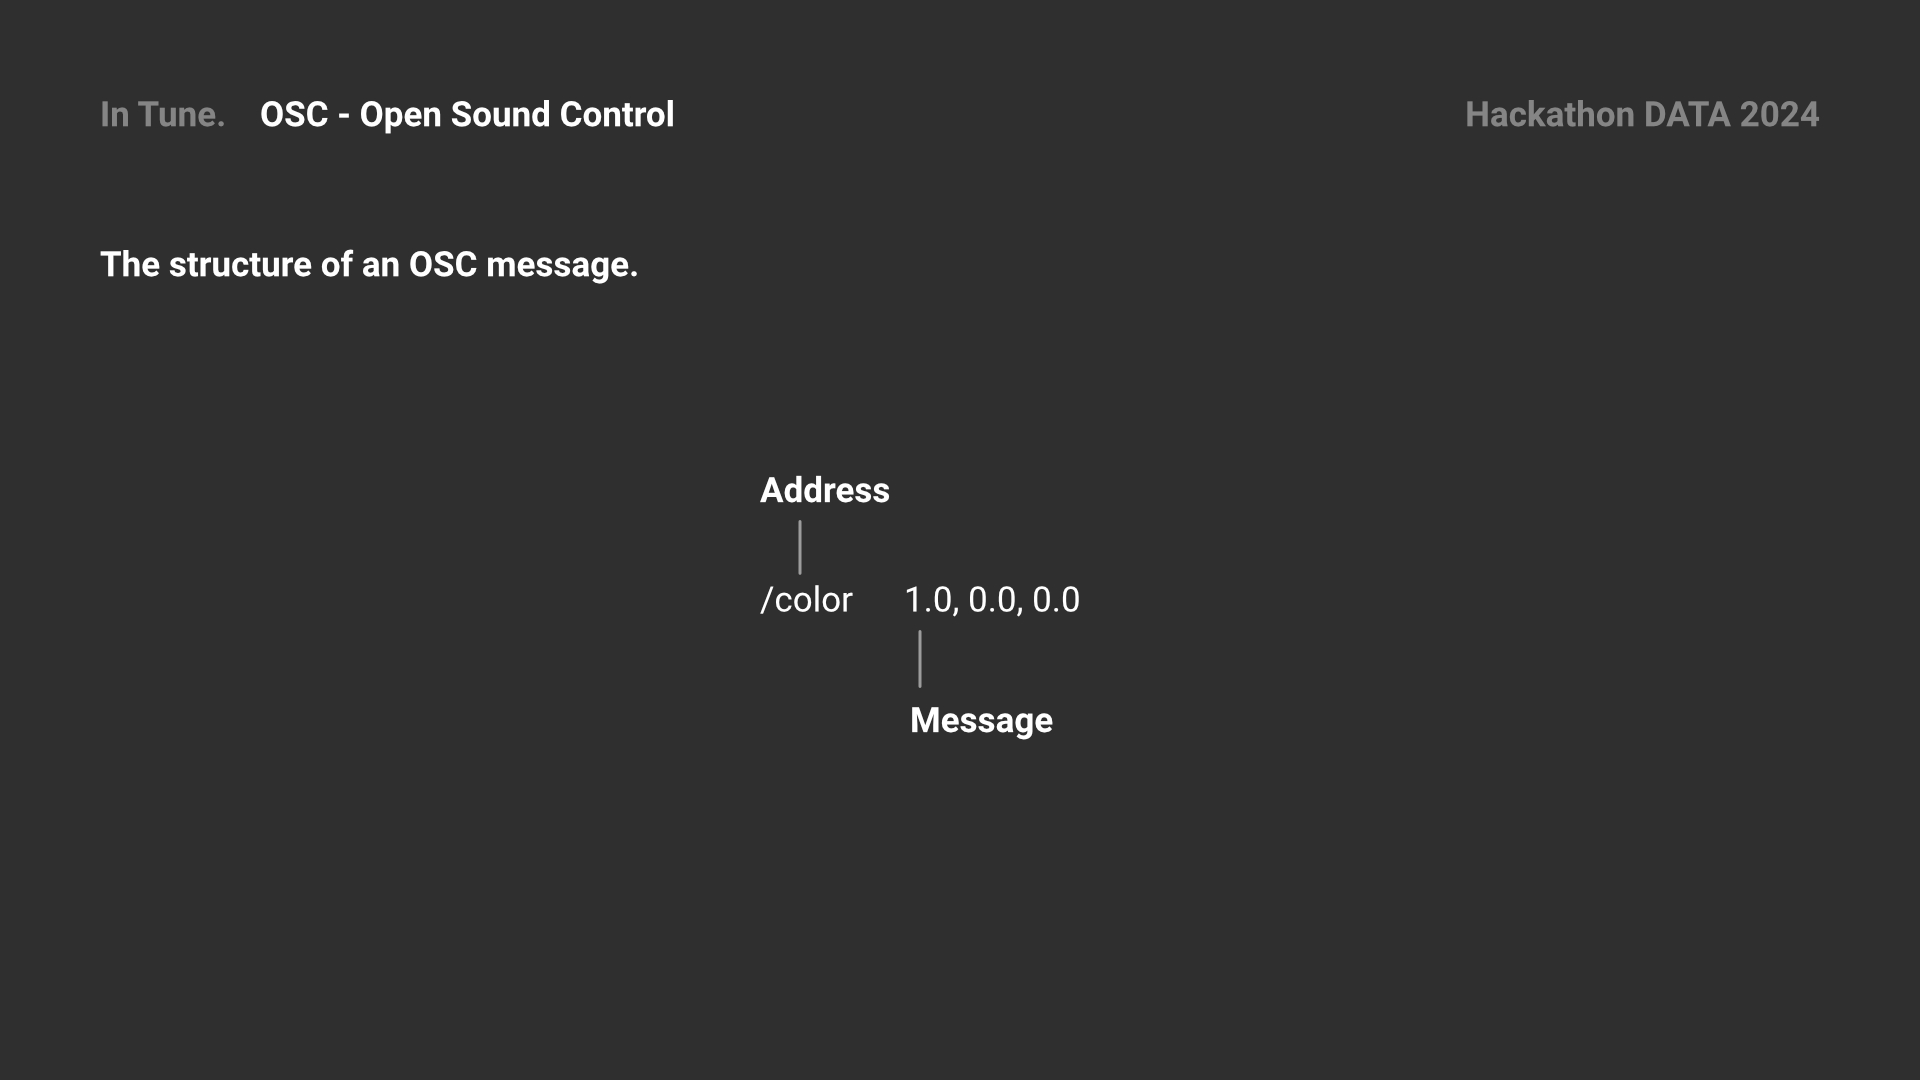 In Tune. OSC - Open Sound Control Hackathon DATA 2024
The structure of an OSC message.
Address
/color 1.0, 0.0, 0.0
Message